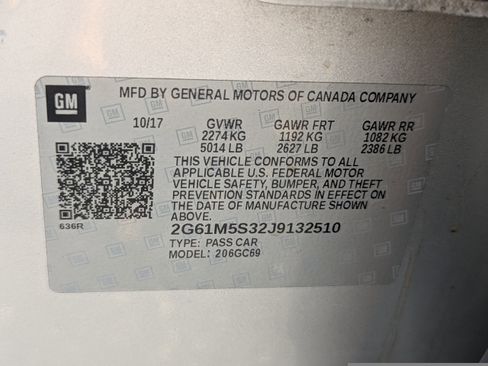 GM
MFD BY GENERAL MOTORS OF CANADA COMPANY
10/17 GVWR GAWR FRT GAWR RR
2274 KG 1192 KG 1082 KG
5014 LB 2627 LB 2386 LB
THIS VEHICLE CONFORMS TO ALL
APPLICABLE U.S. FEDERAL MOTOR
VEHICLE SAFETY, BUMPER, AND THEFT
PREVENTION STANDARDS IN EFFECT ON
THE DATE OF MANUFACTURE SHOWN
ABOVE.
636R
2G61M5S32J9132510
TYPE: PASS CAR
MODEL: 206GC69